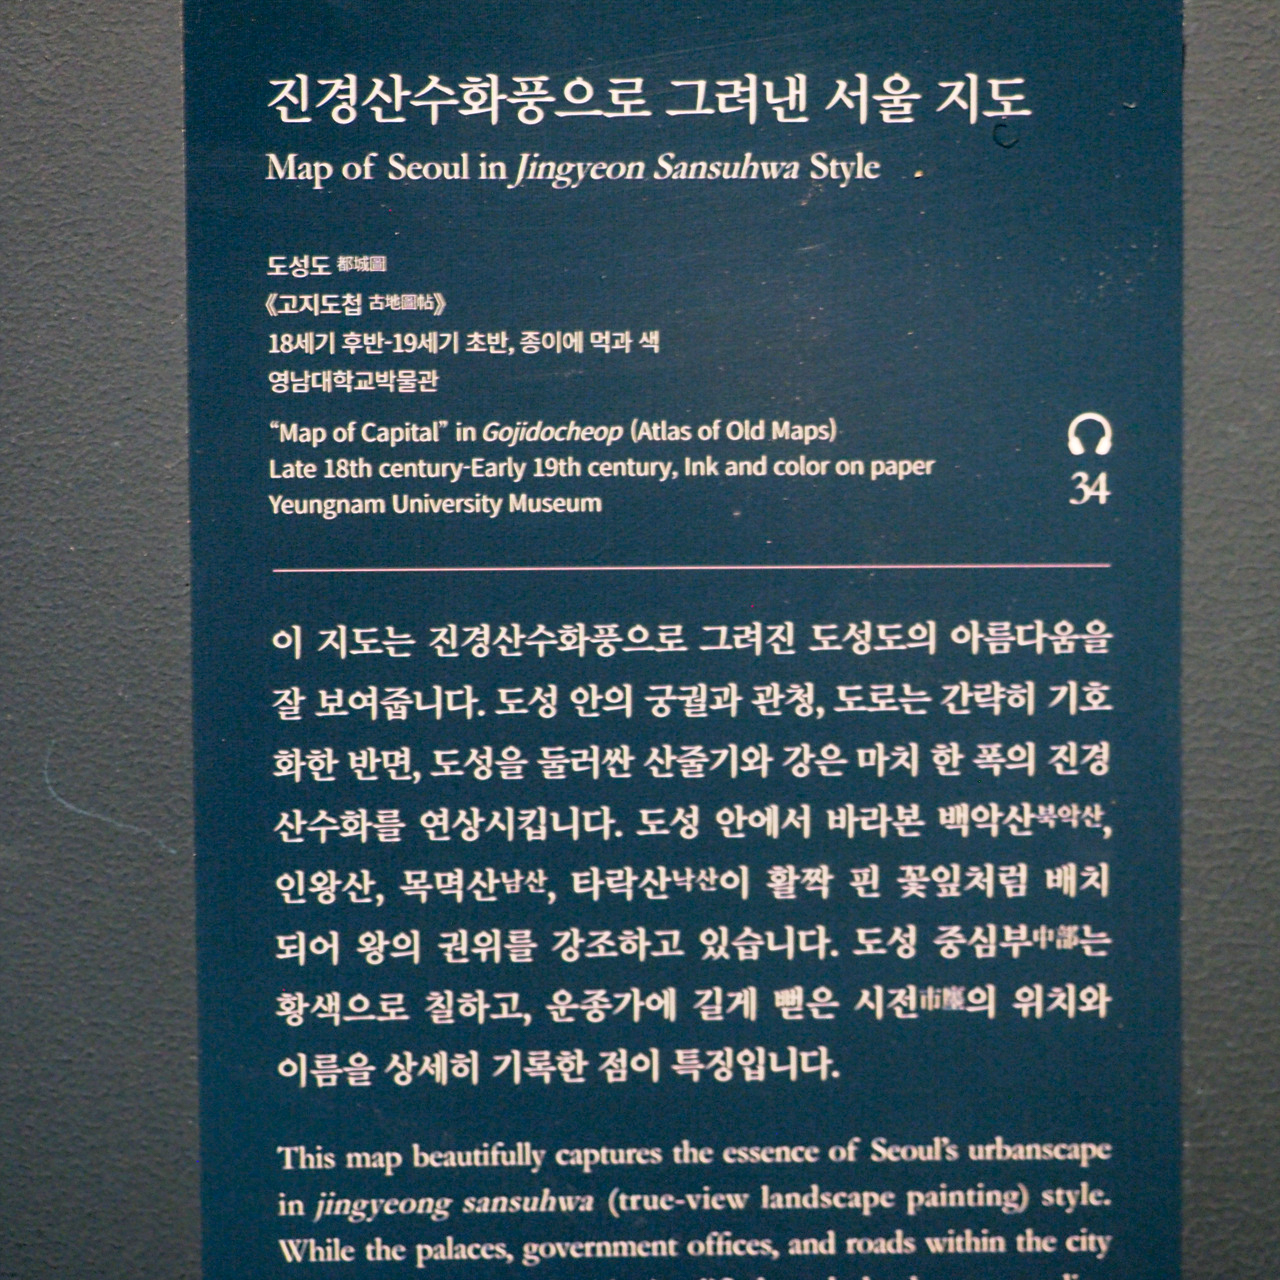 진경산수화풍으로 그려낸 서울 지도
Map of Seoul in Jingyeon Sansuhwa Style
도성도 都城圖
《고지도첩 古地圖帖》
18세기 후반-19세기 초반, 종이에 먹과 색
영남대학교박물관
“Map of Capital” in Gojidocheop (Atlas of Old Maps)
Late 18th century-Early 19th century, Ink and color on paper
Yeungnam University Museum
34
이 지도는 진경산수화풍으로 그려진 도성도의 아름다움을
잘 보여줍니다. 도성 안의 궁궐과 관청, 도로는 간략히 기호
화한 반면, 도성을 둘러싼 산줄기와 강은 마치 한 폭의 진경
산수화를 연상시킵니다. 도성 안에서 바라본 백악산북악산,
인왕산, 목멱산남산, 타락산낙산이 활짝 핀 꽃잎처럼 배치
되어 왕의 권위를 강조하고 있습니다. 도성 중심부中部는
황색으로 칠하고, 운종가에 길게 뻗은 시전의 위치와
이름을 상세히 기록한 점이 특징입니다.
This map beautifully captures the essence of Seoul’s urbanscape
in jingyeong sansuhwa (true-view landscape painting) style.
While the palaces, government offices, and roads within the city